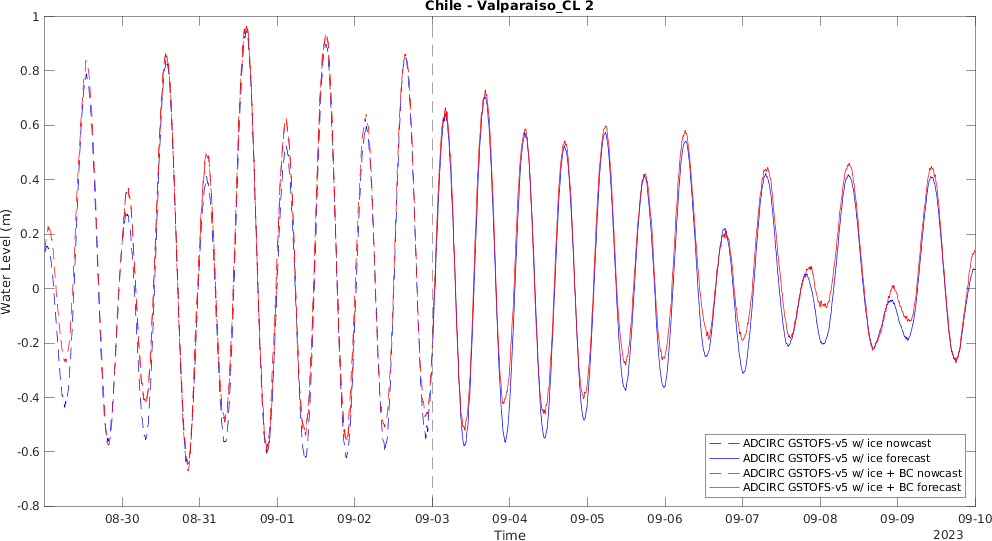 Chile - Valparaiso_CL 2
Water Level (m)
1
0.8
0.6
0.4
0.2
0
-0.2
-0.4
-0.6
-0.8
08-30 08-31 09-01 09-02 09-03 09-04 09-05 09-06 09-07 09-08 09-09 09-10
Time
2023
ADCIRC GSTOFS-v5 w/ ice nowcast
ADCIRC GSTOFS-v5 w/ ice forecast
ADCIRC GSTOFS-v5 w/ ice + BC nowcast
ADCIRC GSTOFS-v5 w/ ice + BC forecast